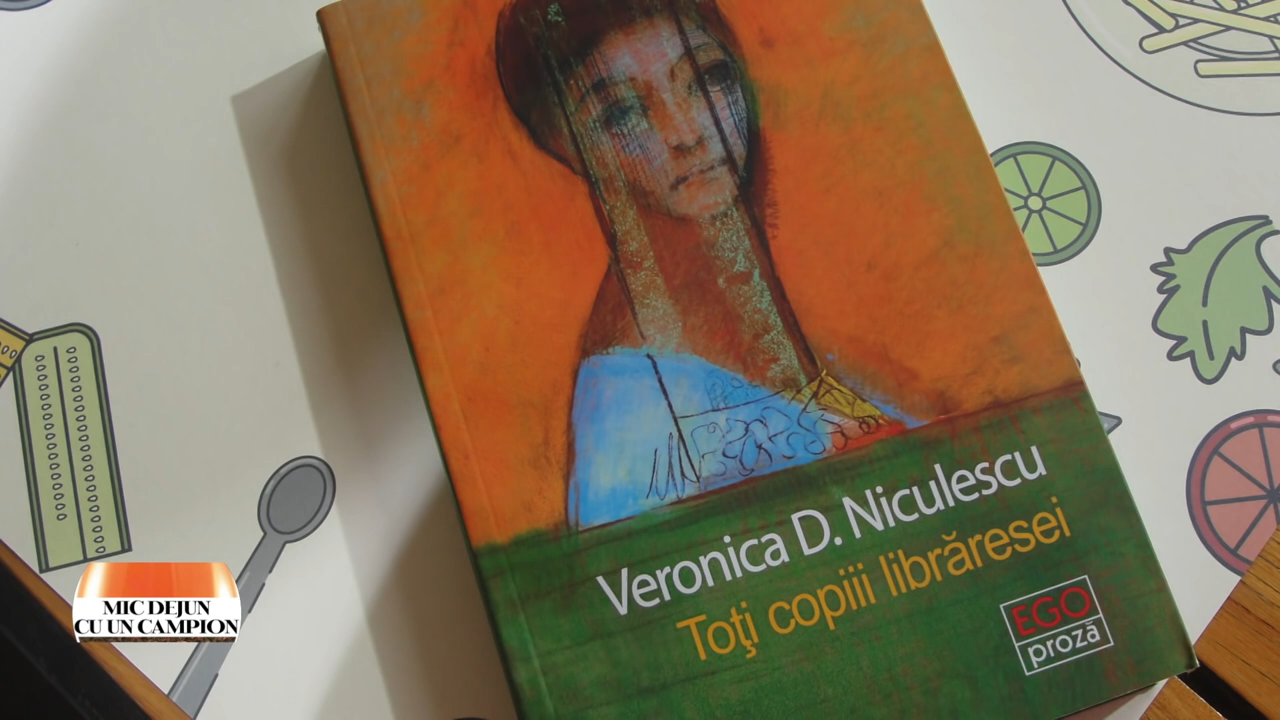 Veronica D. Niculescu
Toţi copiii librăresei
EGO
proză
MIC DEJUN
CU UN CAMPION